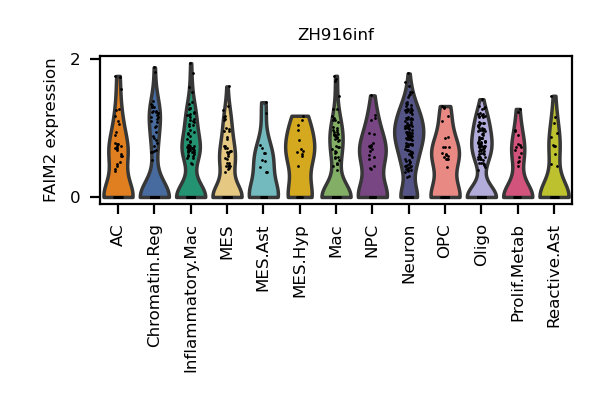 ZH916inf
FAIM2 expression
2
0
AC
Chromatin.Reg
Inflammatory.Mac
MES
MES.Ast
MES.Hyp
Mac
NPC
Neuron
OPC
Oligo
Prolif.Metab
Reactive.Ast